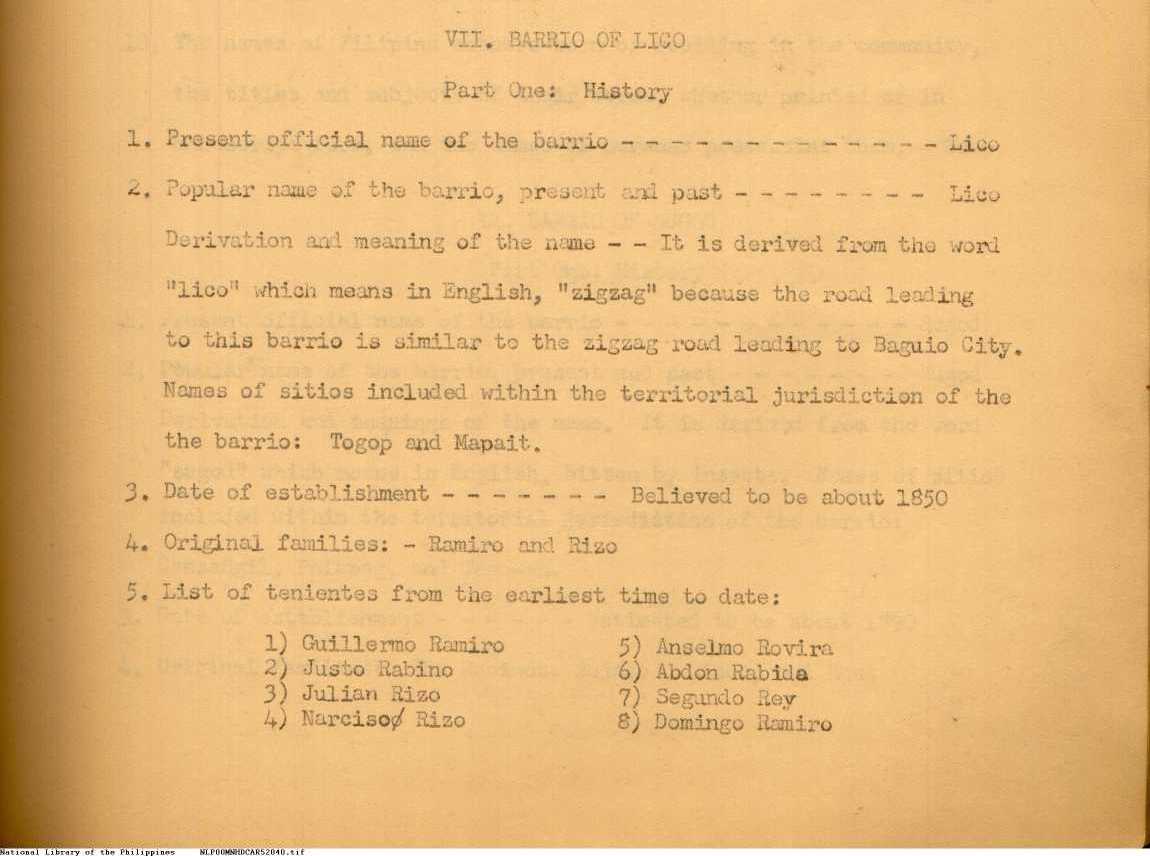 VII. BARRIO OF LICO
Part One: History
1. Present official name of the barrio - - - - - - - - - - - - - Lico
2. Popular name of the barrio, present and past - - - - - - - - Lico
Derivation and meaning of the name - - It is derived from the word
"lico" which means in English, "zigzag" because the road leading
to this barrio is similar to the zigzag road leading to Baguio City.
Names of sitios included within the territorial jurisdiction of the
the barrio: Togop and Mapait.
3. Date of establishment - - - - - - - Believed to be about 1850
4. Original families: - Ramiro and Rizo
5. List of tenientes from the earliest time to date:
1) Guillermo Ramiro 5) Anselmo Rovira
2) Justo Rabino 6) Abdon Rabida
3) Julian Rizo 7) Segundo Rey
4) Narciso Rizo 8) Domingo Ramiro
National Library of the Philippines NLP00MNHDCAR52040.tif